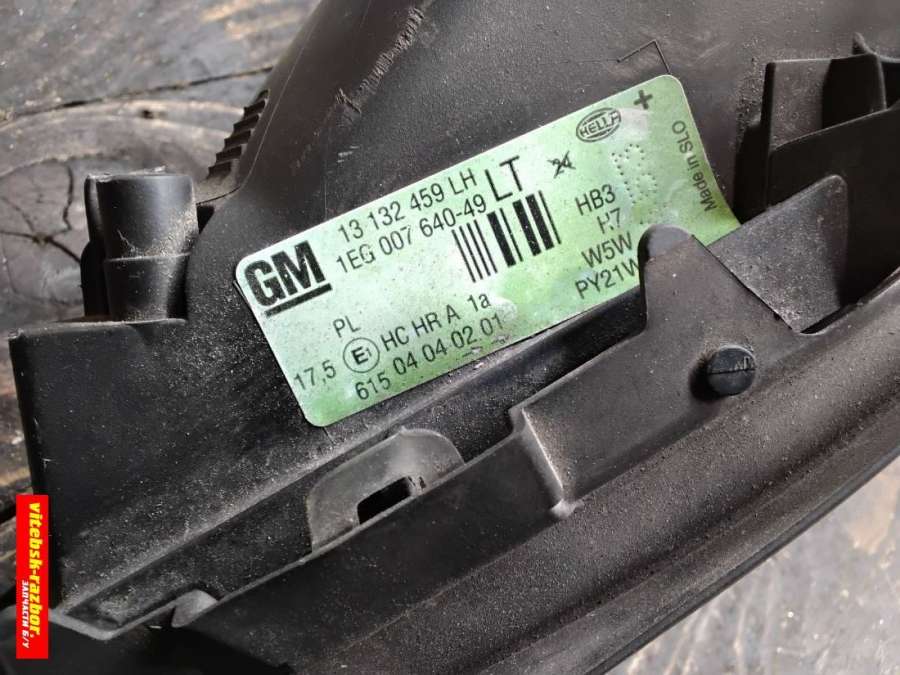 GM
13 132 459 LH
1EG 007 640-49 LT
HELLA
HB3
H7
W5W
PY21W
Made in SLO
PL
17,5 E1 HC HR A 1a
615 04 04 02 01
vitebsk-razbor.
ЗАПЧАСТИ Б/У